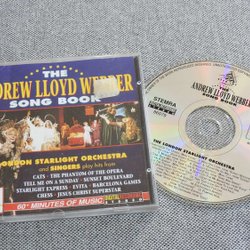 THE
ANDREW LLOYD WEBBER
SONG BOOK
LONDON STARLIGHT ORCHESTRA
and SINGERS play hits from
CATS · THE PHANTOM OF THE OPERA
TELL ME ON A SUNDAY · SUNSET BOULEVARD
STARLIGHT EXPRESS · EVITA · BARCELONA GAMES
CHESS · JESUS CHRIST SUPERSTAR
60+ MINUTES OF MUSIC
THE
ANDREW LLOYD WEBBER
SONG BOOK
STEMRA
THE LONDON STARLIGHT ORCHESTRA